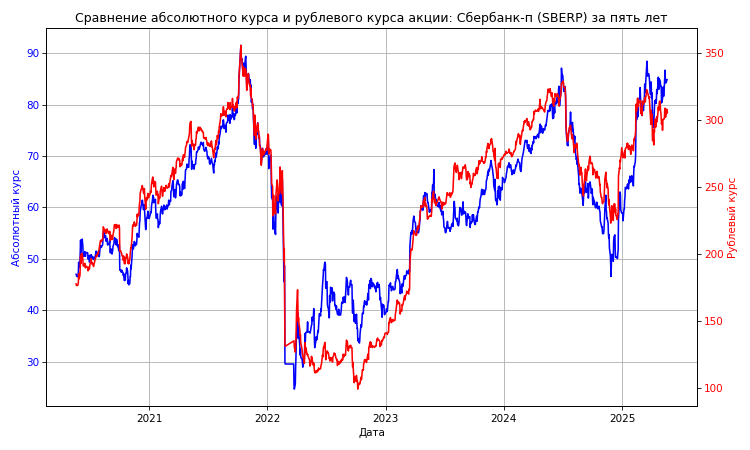 Сравнение абсолютного курса и рублевого курса акции: Сбербанк-п (SBERP) за пять лет
90
80
70
60
50
40
30
Абсолютный курс
350
300
250
200
150
100
Рублевый курс
2021 2022 2023 2024 2025
Дата